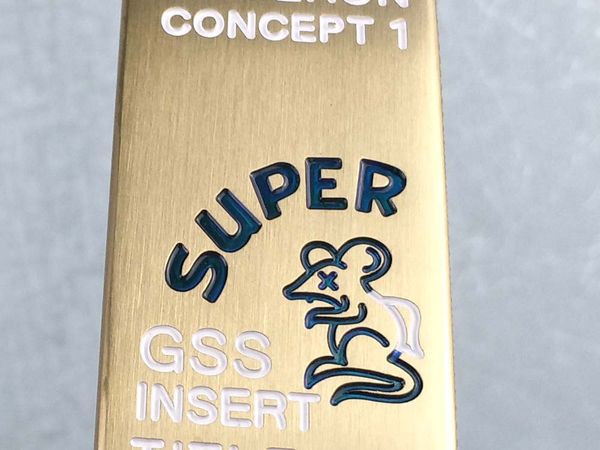 CONCEPT 1
SUPER
GSS
INSERT